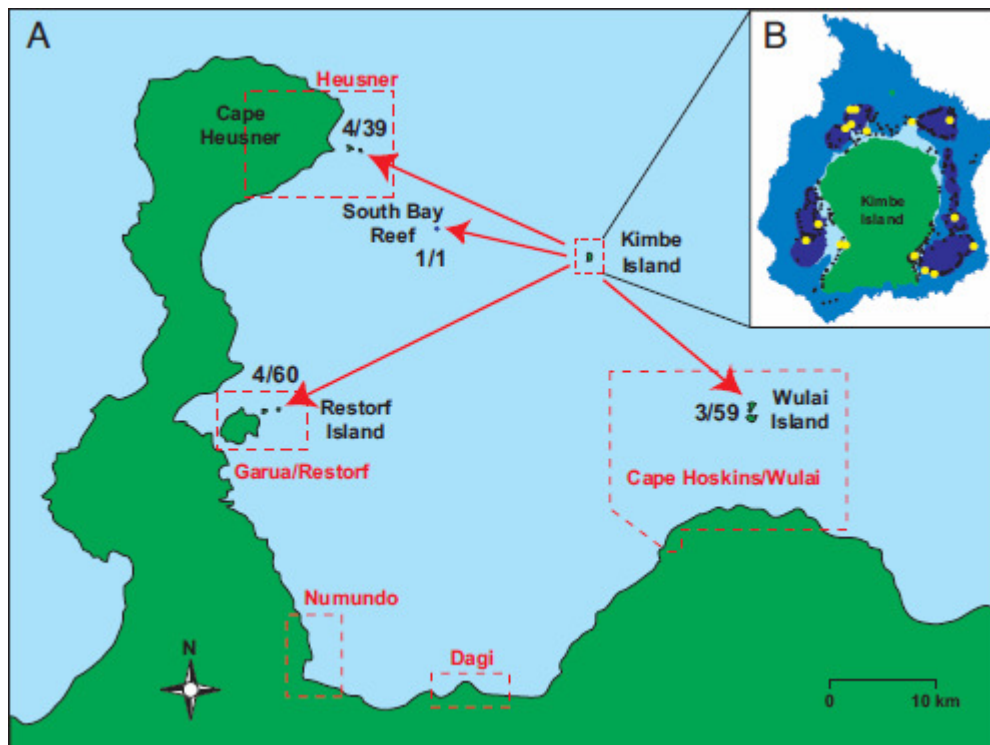 A
B
Heusner
Cape
Heusner
4/39
South Bay
Reef
1/1
Kimbe
Island
Kimbe
Island
4/60
Restorf
Island
Garua/Restorf
3/59
Wulai
Island
Cape Hoskins/Wulai
Numundo
Dagi
N
0
10 km